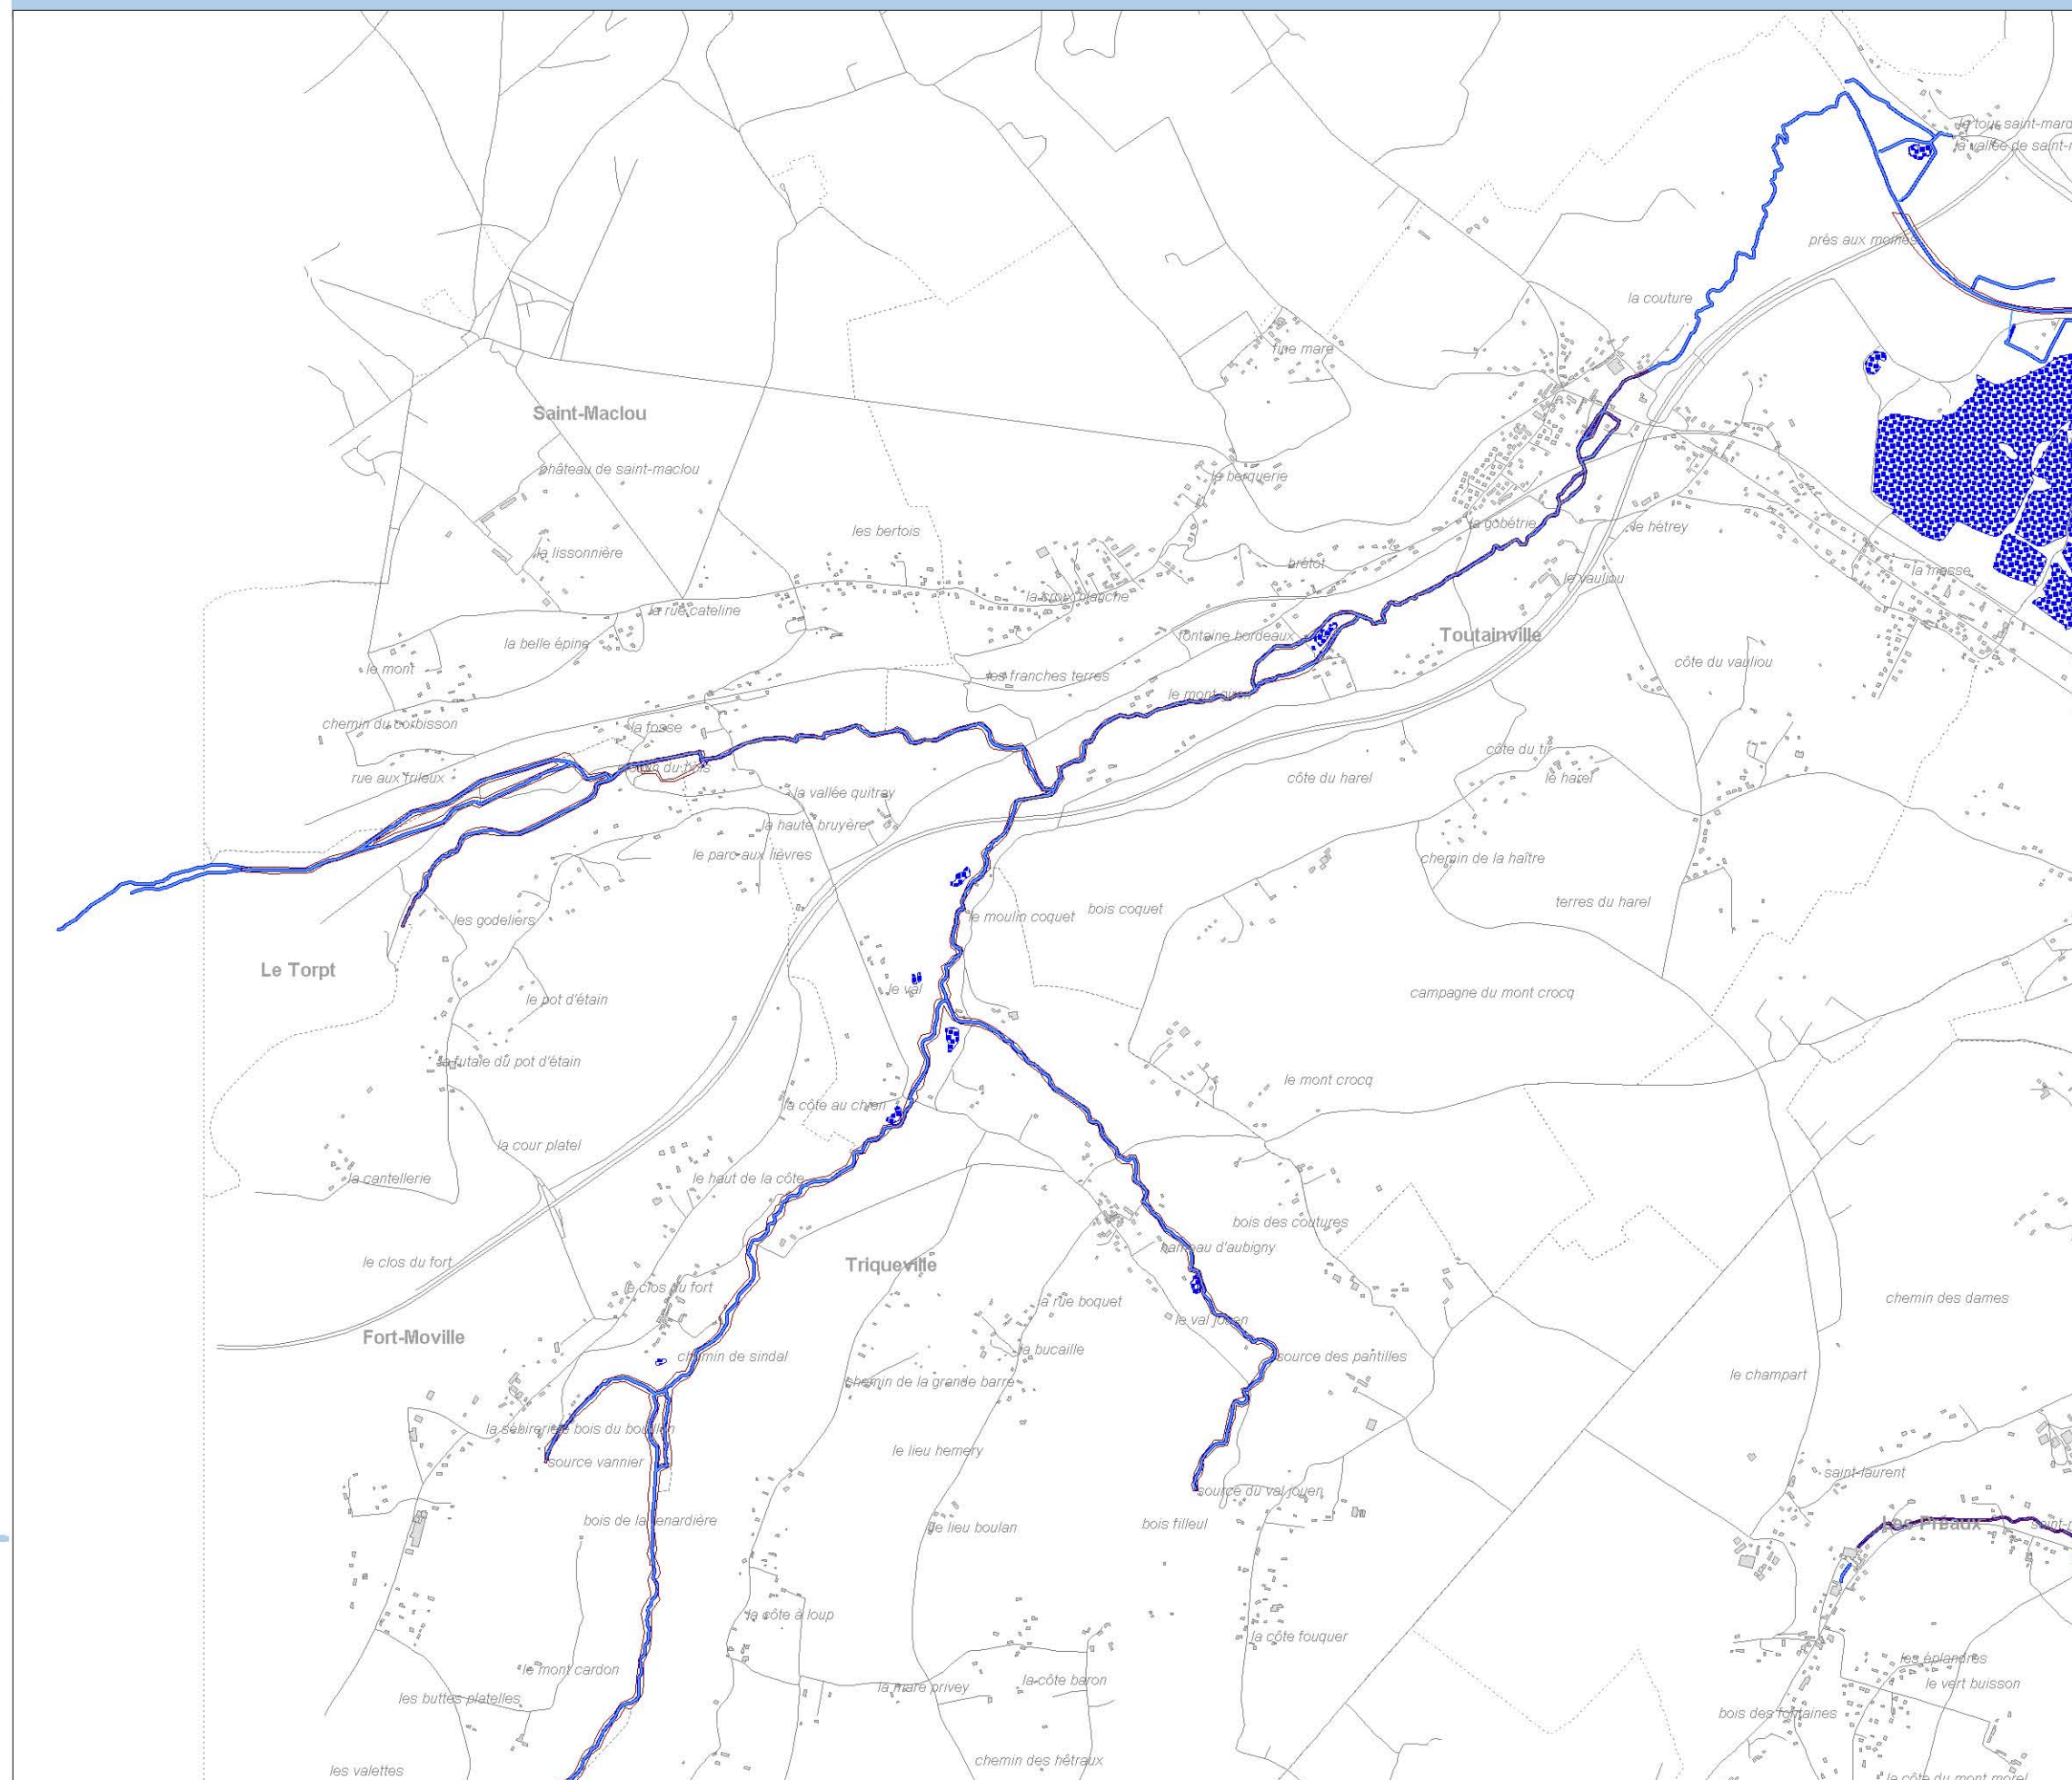 la tour saint-mard
la vallée de saint-
près aux moines
la couture
fine mare
Saint-Maclou
château de saint-maclou
la berquerie
la gobétrie
le hétrey
les bertois
la lissonnière
brétot
la masse
le vauliou
la croix blanche
la rue cateline
fontaine bordeaux
Toutainville
la belle épine
côte du vauliou
le mont
les franches terres
le mont
chemin du corbisson
la fosse
côte du tir
du bois
rue aux frileux
côte du harel
le harel
la vallée quitray
la haute bruyère
le parc aux lièvres
chemin de la haître
terres du harel
bois coquet
le moulin coquet
les godeliers
Le Torpt
le val
campagne du mont crocq
le pot d'étain
la futaie du pot d'étain
le mont crocq
la côte au chien
la cour platel
la cantellerie
le haut de la côte
bois des coutures
hameau d'aubigny
le clos du fort
Triqueville
le clos du fort
chemin des dames
la rue boquet
le val jouen
Fort-Moville
la bucaille
chemin de sindal
source des pantilles
le champart
chemin de la grande barre
la sébirerie
bois du
le lieu hemery
source vannier
saint-laurent
source du val jouen
bois de la renardière
le lieu boulan
bois filleul
Les Préaux
saint-
la côte à loup
la côte fouquer
les éplandres
le mont cardon
la côte baron
le vert buisson
la mare privey
les buttes platelles
bois des fontaines
chemin des hêtraux
les valettes
la côte du mont morel